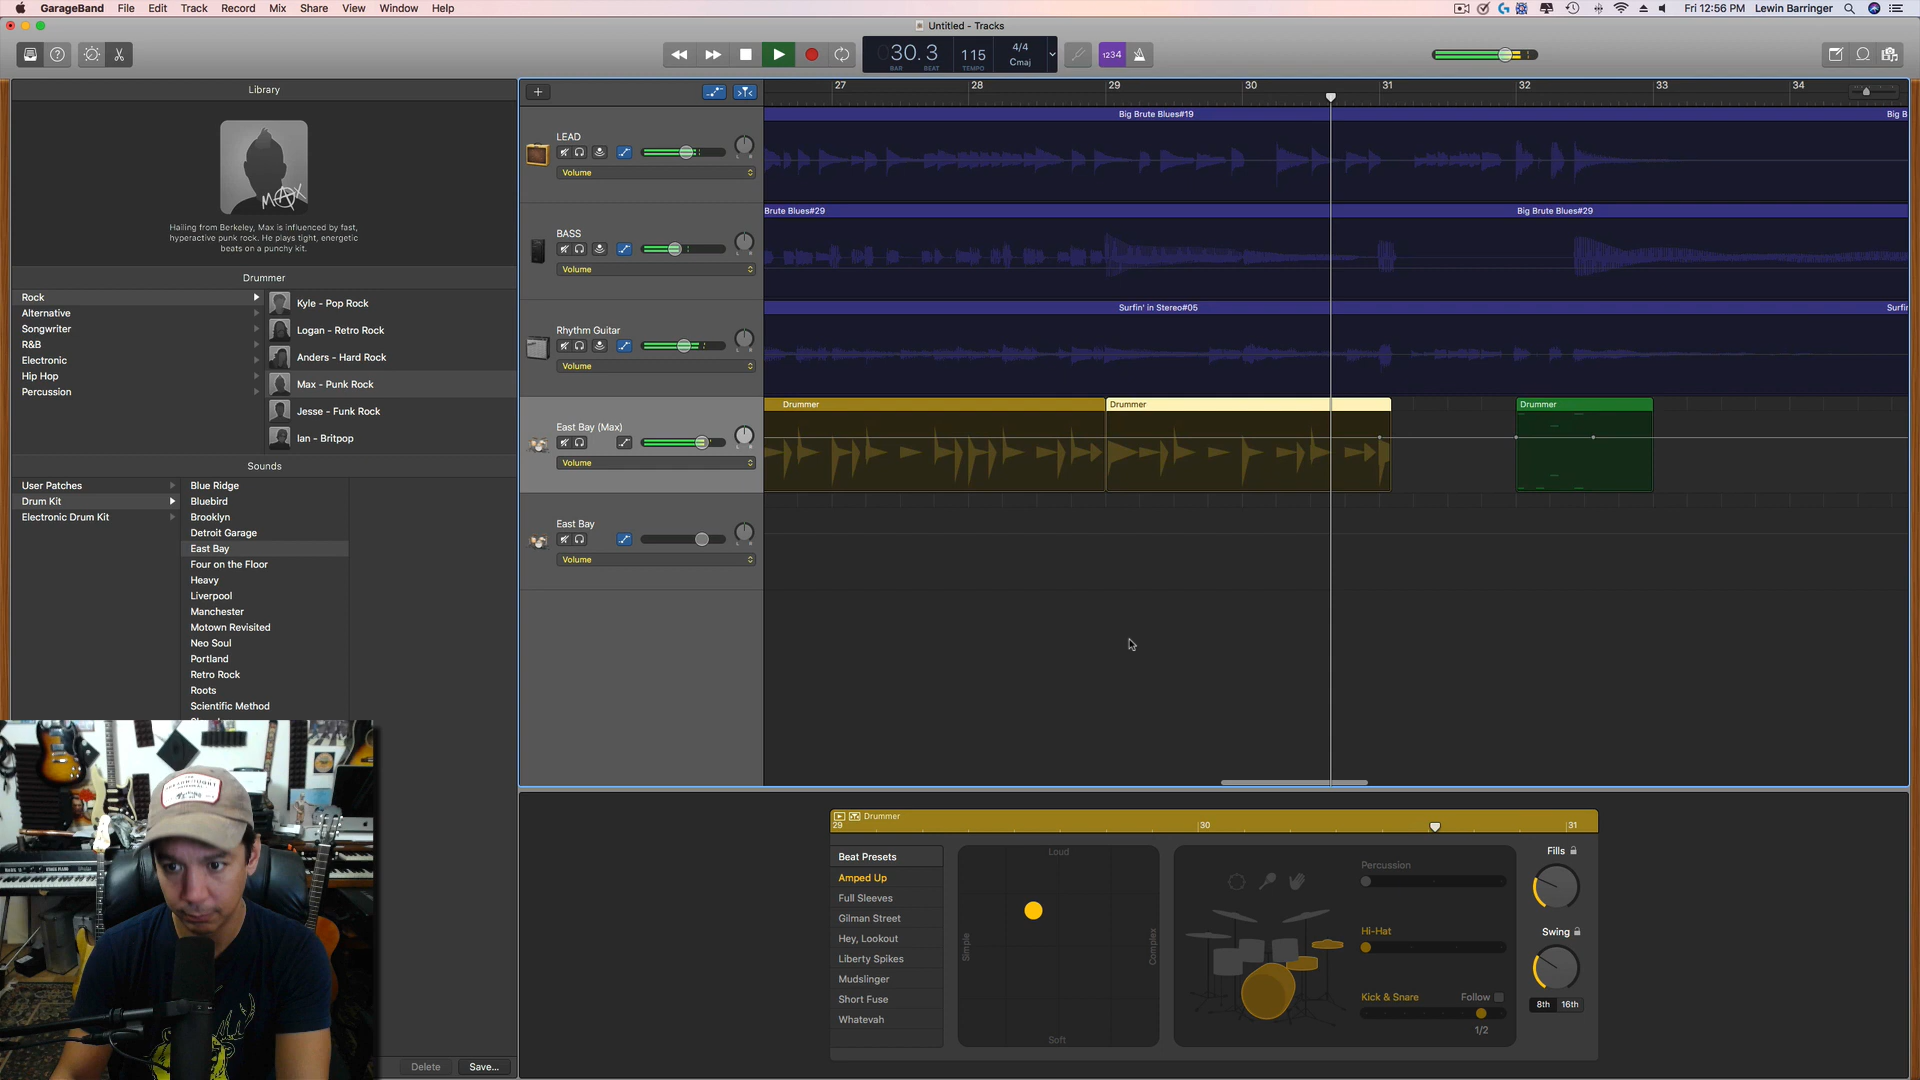 GarageBand File Edit Track Record Mix Share View Window Help
Fri 12:56 PM Lewin Barringer
Untitled - Tracks
30.3
BAR BEAT
115
TEMPO
4/4
Cmaj
1234
Library
MAX
Hailing from Berkeley, Max is influenced by fast,
hyperactive punk rock. He plays tight, energetic
beats on a punchy kit.
Drummer
Rock
Alternative
Songwriter
R&B
Electronic
Hip Hop
Percussion
Kyle - Pop Rock
Logan - Retro Rock
Anders - Hard Rock
Max - Punk Rock
Jesse - Funk Rock
Ian - Britpop
Sounds
User Patches
Drum Kit
Electronic Drum Kit
Blue Ridge
Bluebird
Brooklyn
Detroit Garage
East Bay
Four on the Floor
Heavy
Liverpool
Manchester
Motown Revisited
Neo Soul
Portland
Retro Rock
Roots
Scientific Method
Delete Save...
27 28 29 30 31 32 33 34
LEAD
L R
Volume
Big Brute Blues#19 Big B
BASS
L R
Volume
Brute Blues#29 Big Brute Blues#29
Rhythm Guitar
L R
Volume
Surfin' in Stereo#05 Surfin
East Bay (Max)
L R
Volume
Drummer Drummer Drummer
East Bay
L R
Volume
Drummer
29 30 31
Beat Presets
Amped Up
Full Sleeves
Gilman Street
Hey, Lookout
Liberty Spikes
Mudslinger
Short Fuse
Whatevah
Loud
Simple
Complex
Soft
Percussion
Hi-Hat
Kick & Snare Follow
1/2
Fills
Swing
8th 16th